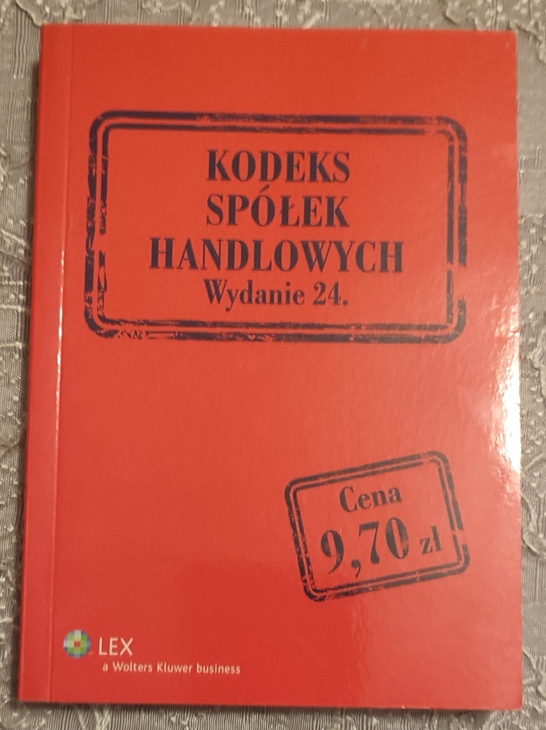 KODEKS
SPÓŁEK
HANDLOWYCH
Wydanie 24.
Cena
9,70 zł
LEX
a Wolters Kluwer business